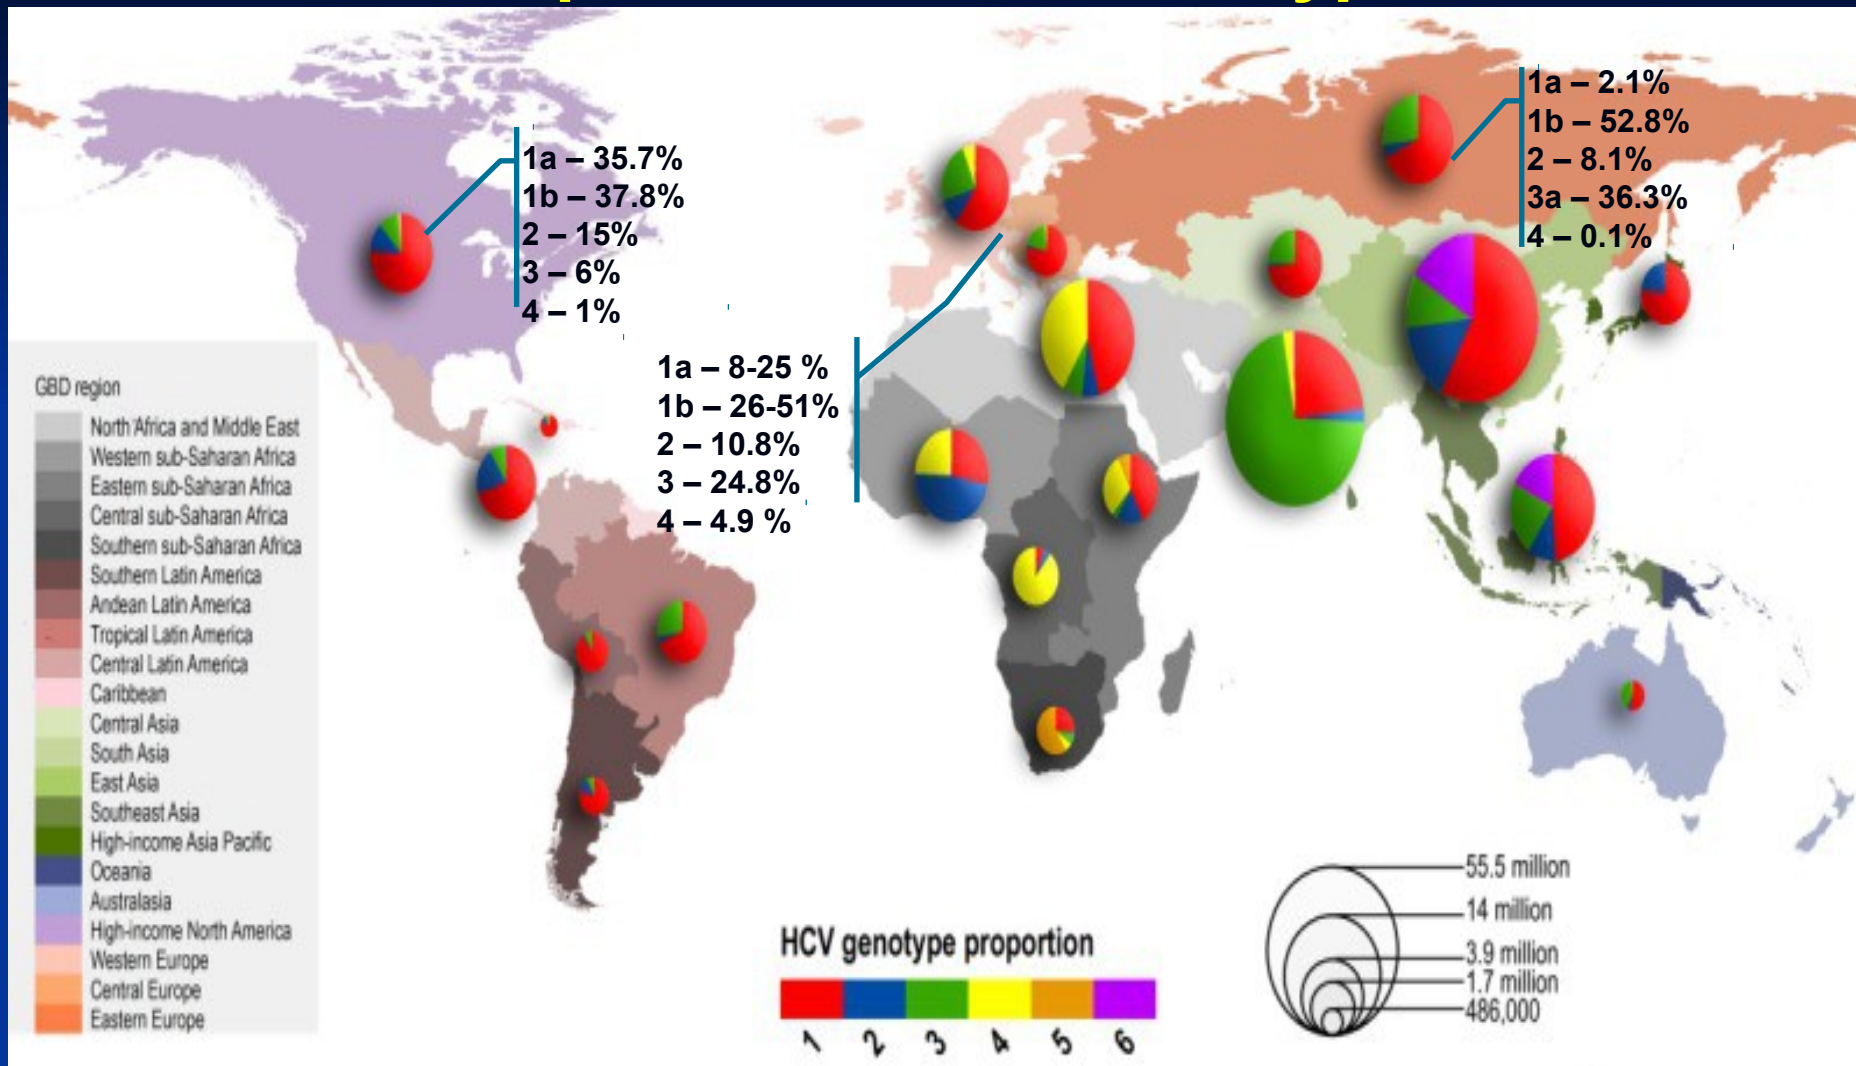 1a – 35.7%
1b – 37.8%
2 – 15%
3 – 6%
4 – 1%
1a – 2.1%
1b – 52.8%
2 – 8.1%
3a – 36.3%
4 – 0.1%
1a – 8-25 %
1b – 26-51%
2 – 10.8%
3 – 24.8%
4 – 4.9 %
GBD region
North Africa and Middle East
Western sub-Saharan Africa
Eastern sub-Saharan Africa
Central sub-Saharan Africa
Southern sub-Saharan Africa
Southern Latin America
Andean Latin America
Tropical Latin America
Central Latin America
Caribbean
Central Asia
South Asia
East Asia
Southeast Asia
High-income Asia Pacific
Oceania
Australasia
High-income North America
Western Europe
Central Europe
Eastern Europe
HCV genotype proportion
1 2 3 4 5 6
55.5 million
14 million
3.9 million
1.7 million
486,000